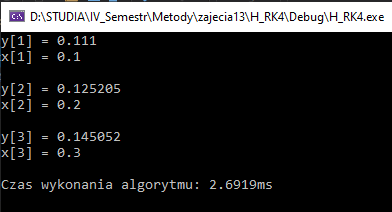 D:\STUDIA\IV_Semestr\Metody\zajecia13\H_RK4\Debug\H_RK4.exe
y[1] = 0.111
x[1] = 0.1
y[2] = 0.125205
x[2] = 0.2
y[3] = 0.145052
x[3] = 0.3
Czas wykonania algorytmu: 2.6919ms